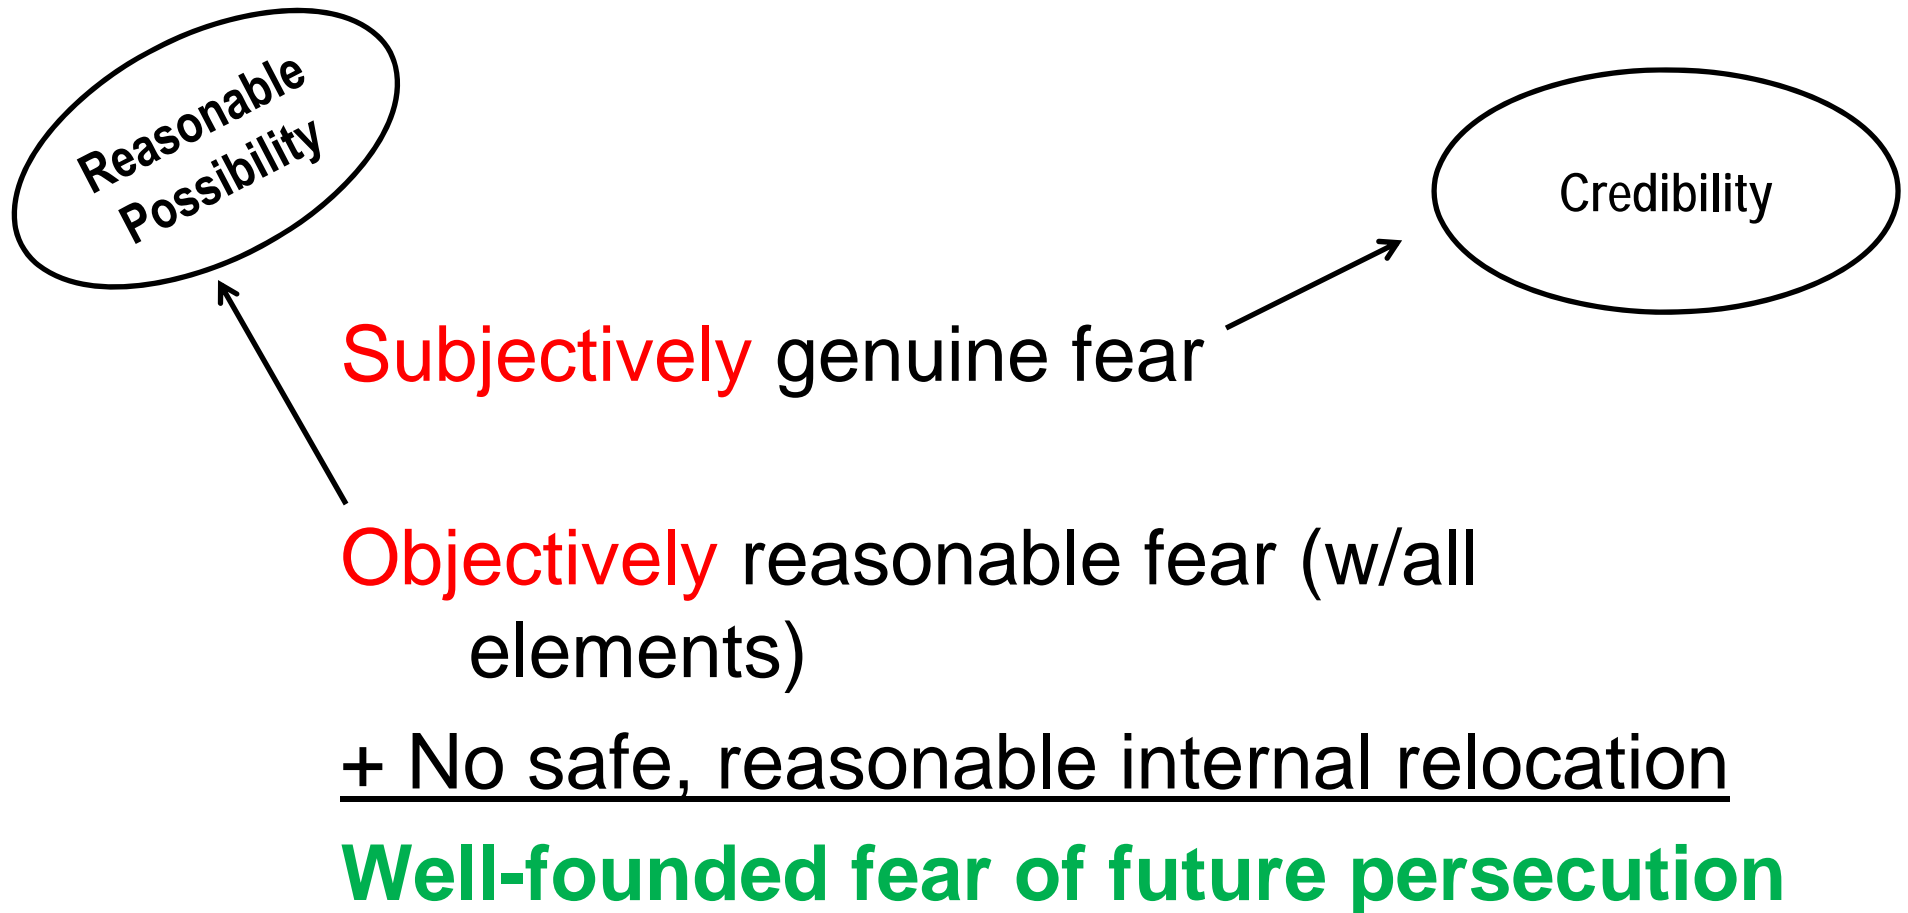 Reasonable
Possibility
Credibility
Subjectively genuine fear
Objectively reasonable fear (w/all
elements)
+ No safe, reasonable internal relocation
Well-founded fear of future persecution